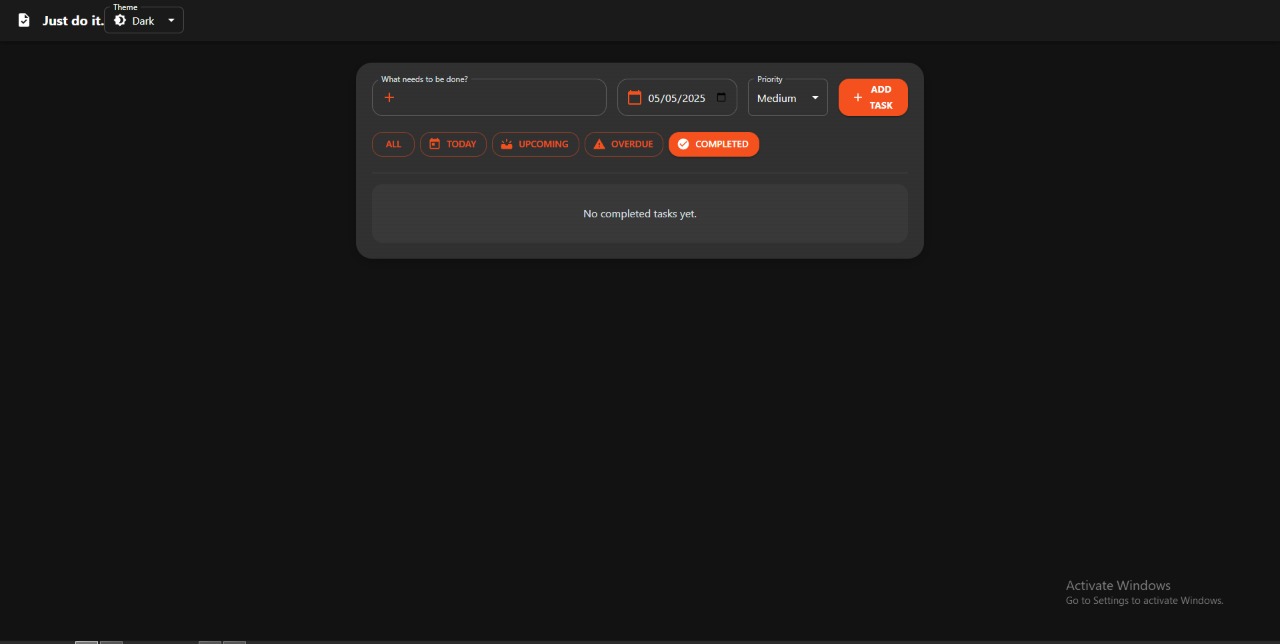 Theme
Just do it.
Dark
What needs to be done?
05/05/2025
Priority
Medium
ADD
TASK
ALL
TODAY
UPCOMING
OVERDUE
COMPLETED
No completed tasks yet.
Activate Windows
Go to Settings to activate Windows.